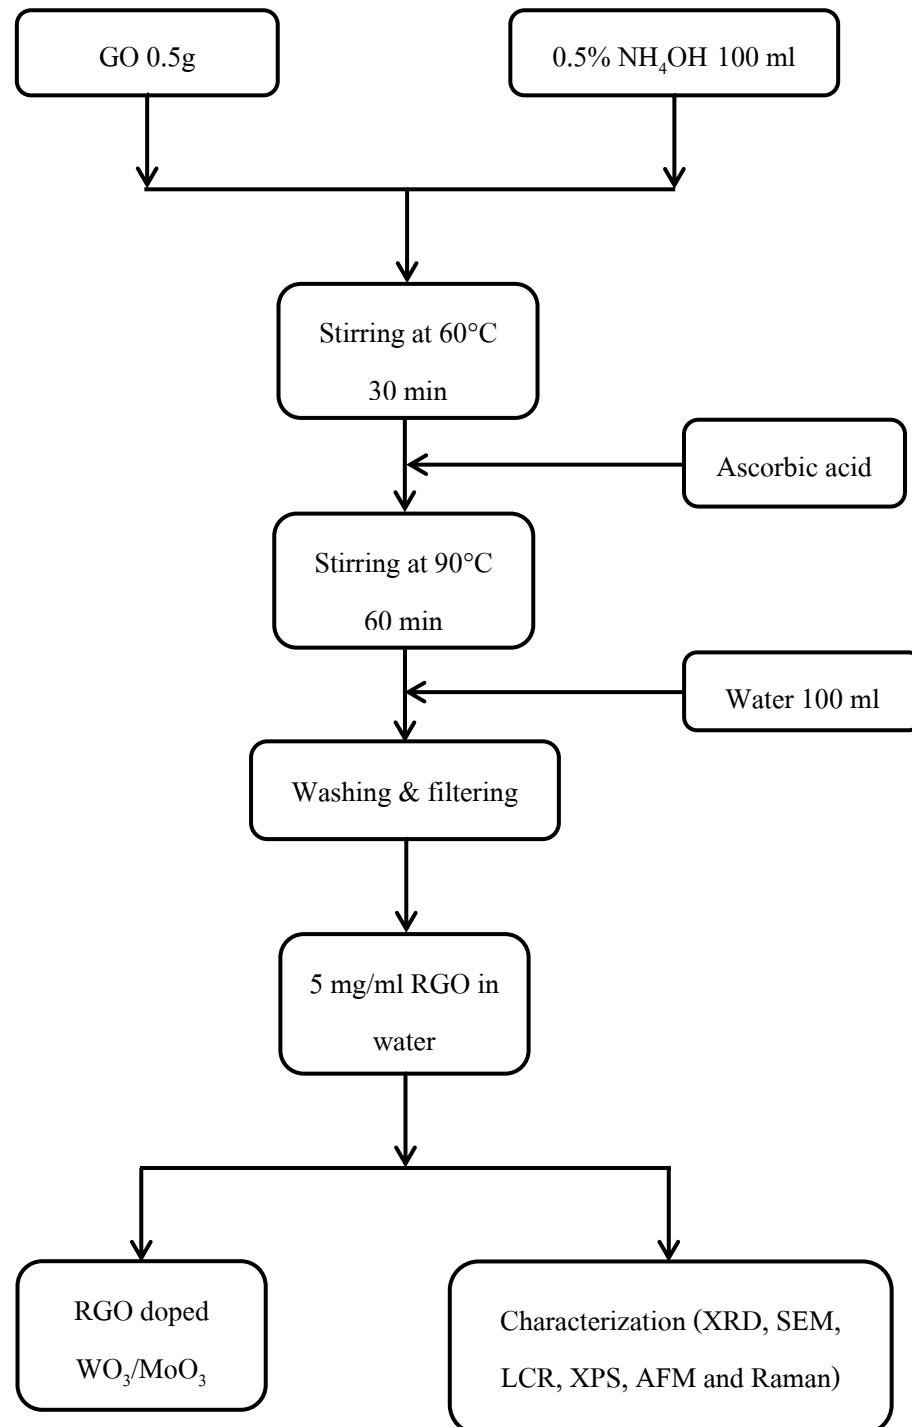 GO 0.5g
0.5% NH₄OH 100 ml
Stirring at 60°C
30 min
Ascorbic acid
Stirring at 90°C
60 min
Water 100 ml
Washing & filtering
5 mg/ml RGO in
water
RGO doped
WO₃/MoO₃
Characterization (XRD, SEM,
LCR, XPS, AFM and Raman)